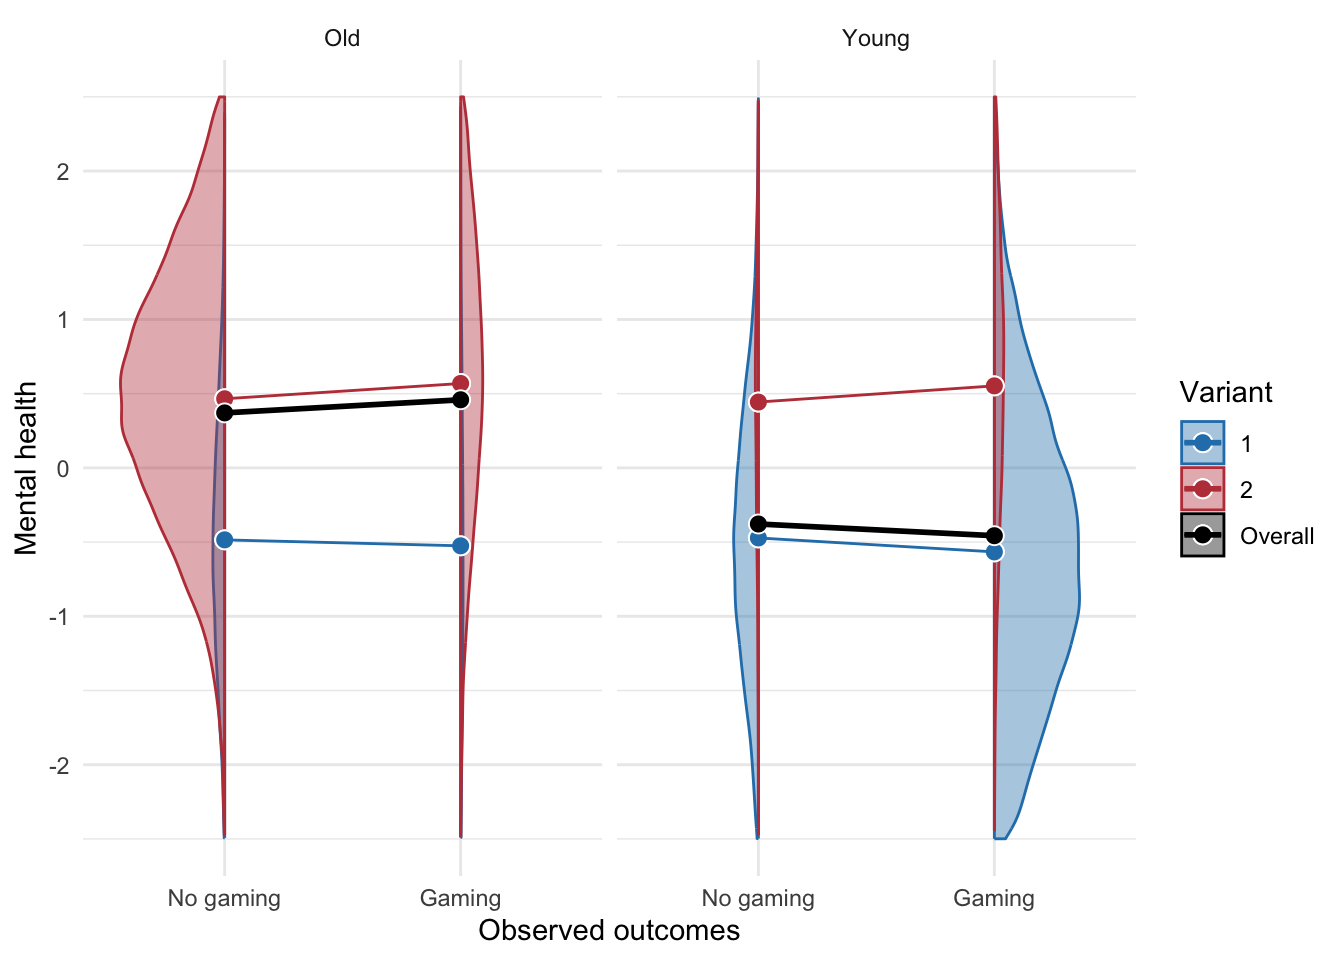 Old
Young
2
1
0
-1
-2
Mental health
No gaming
Gaming
No gaming
Gaming
Observed outcomes
Variant
1
2
Overall